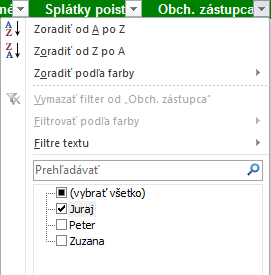 né Splátky poist Obch. zástupca
Zoradiť od A po Z
Zoradiť od Z po A
Zoradiť podľa farby
Vymazať filter od „Obch. zástupca"
Filtrovať podľa farby
Filtre textu
Prehľadávať
(vybrať všetko)
Juraj
Peter
Zuzana